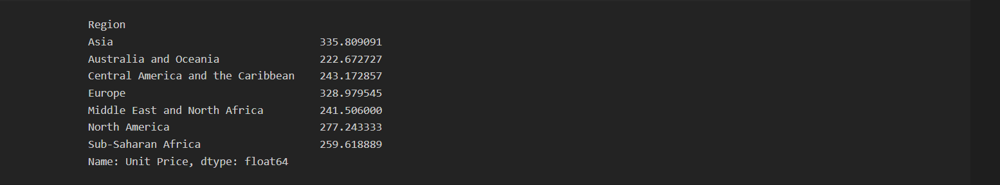 Region
Asia 335.809091
Australia and Oceania 222.672727
Central America and the Caribbean 243.172857
Europe 328.979545
Middle East and North Africa 241.506000
North America 277.243333
Sub-Saharan Africa 259.618889
Name: Unit Price, dtype: float64